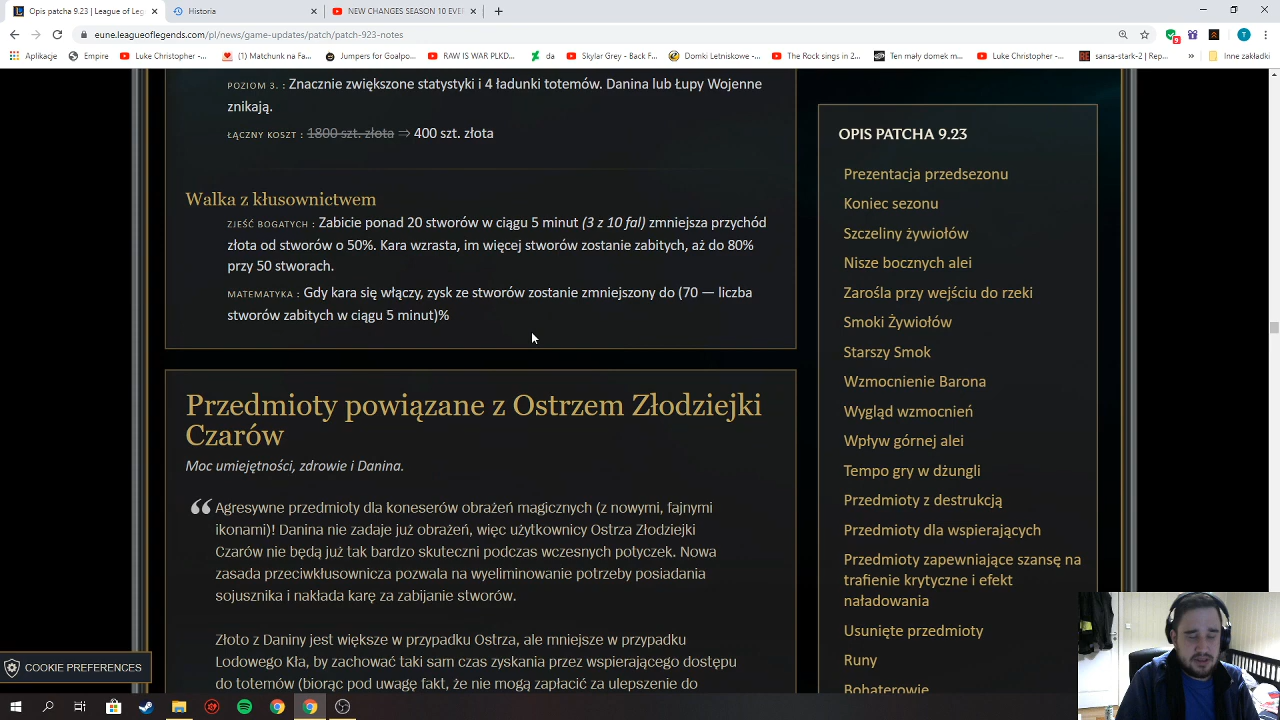 Opis patcha 9.23 | League of Leg
Historia
NEW CHANGES SEASON 10 EVE
eune.leagueoflegends.com/pl/news/game-updates/patch/patch-923-notes
Aplikacje
Empire
Luke Christopher -...
(1) Matchunk na Fa...
Jumpers for Goalpo...
RAW IS WAR PLKD...
da
Skylar Grey - Back F...
Domki Letniskowe -...
The Rock sings in 2...
Ten mały domek m...
Luke Christopher -...
sansa-stark-2 | Rep...
»
Inne zakładki
POZIOM 3. : Znacznie zwiększone statystyki i 4 ładunki totemów. Danina lub Łupy Wojenne
znikają.
ŁĄCZNY KOSZT : 1800 szt. złota ⇒ 400 szt. złota
Walka z kłusownictwem
ZJEŚĆ BOGATYCH : Zabicie ponad 20 stworów w ciągu 5 minut (3 z 10 fal) zmniejsza przychód
złota od stworów o 50%. Kara wzrasta, im więcej stworów zostanie zabitych, aż do 80%
przy 50 stworach.
MATEMATYKA : Gdy kara się włączy, zysk ze stworów zostanie zmniejszony do (70 — liczba
stworów zabitych w ciągu 5 minut)%
Przedmioty powiązane z Ostrzem Złodziejki
Czarów
Moc umiejętności, zdrowie i Danina.
Agresywne przedmioty dla koneserów obrażeń magicznych (z nowymi, fajnymi
ikonami)! Danina nie zadaje już obrażeń, więc użytkownicy Ostrza Złodziejki
Czarów nie będą już tak bardzo skuteczni podczas wczesnych potyczek. Nowa
zasada przeciwkłusownicza pozwala na wyeliminowanie potrzeby posiadania
sojusznika i nakłada karę za zabijanie stworów.
Złoto z Daniny jest większe w przypadku Ostrza, ale mniejsze w przypadku
Lodowego Kła, by zachować taki sam czas zyskania przez wspierającego dostępu
do totemów (biorąc pod uwagę fakt, że nie mogą zapłacić za ulepszenie do
OPIS PATCHA 9.23
Prezentacja przedsezonu
Koniec sezonu
Szczeliny żywiołów
Nisze bocznych alei
Zarośla przy wejściu do rzeki
Smoki Żywiołów
Starszy Smok
Wzmocnienie Barona
Wygląd wzmocnień
Wpływ górnej alei
Tempo gry w dżungli
Przedmioty z destrukcją
Przedmioty dla wspierających
Przedmioty zapewniające szansę na
trafienie krytyczne i efekt
naładowania
Usunięte przedmioty
Runy
Bohaterowie
COOKIE PREFERENCES